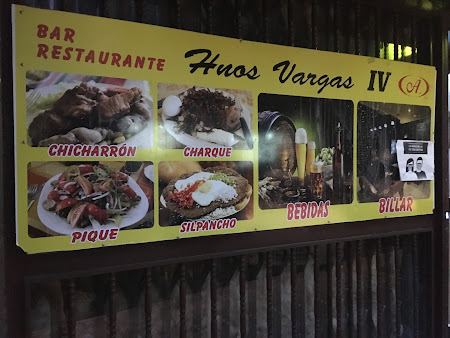 BAR
RESTAURANTE
Hnos Vargas IV
A
CHICHARRÓN
CHARQUE
PIQUE
SILPANCHO
BEBIDAS
BILLAR